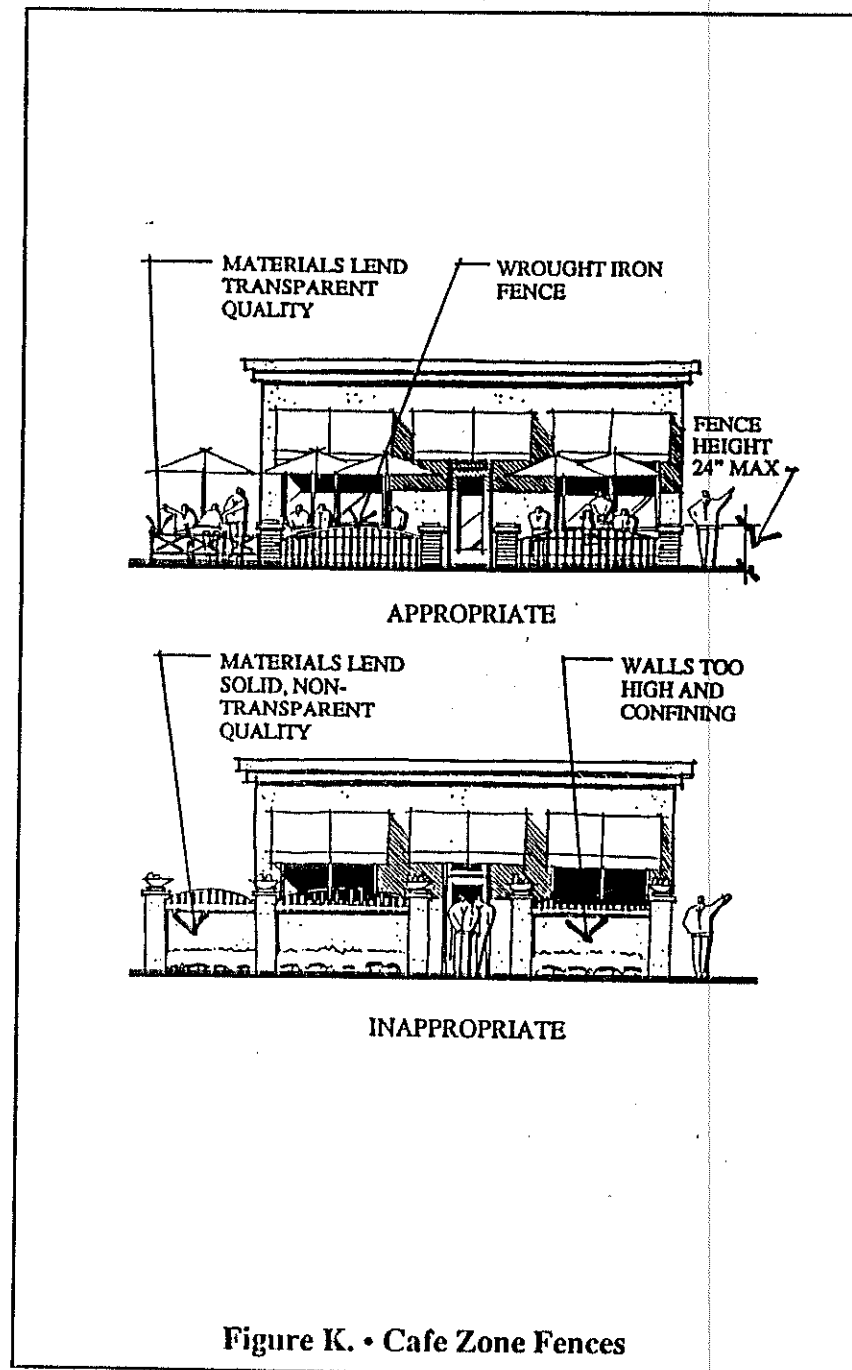 MATERIALS LEND
TRANSPARENT
QUALITY
WROUGHT IRON
FENCE
FENCE
HEIGHT
24" MAX
APPROPRIATE
MATERIALS LEND
SOLID, NON-
TRANSPARENT
QUALITY
WALLS TOO
HIGH AND
CONFINING
INAPPROPRIATE
Figure K. • Cafe Zone Fences